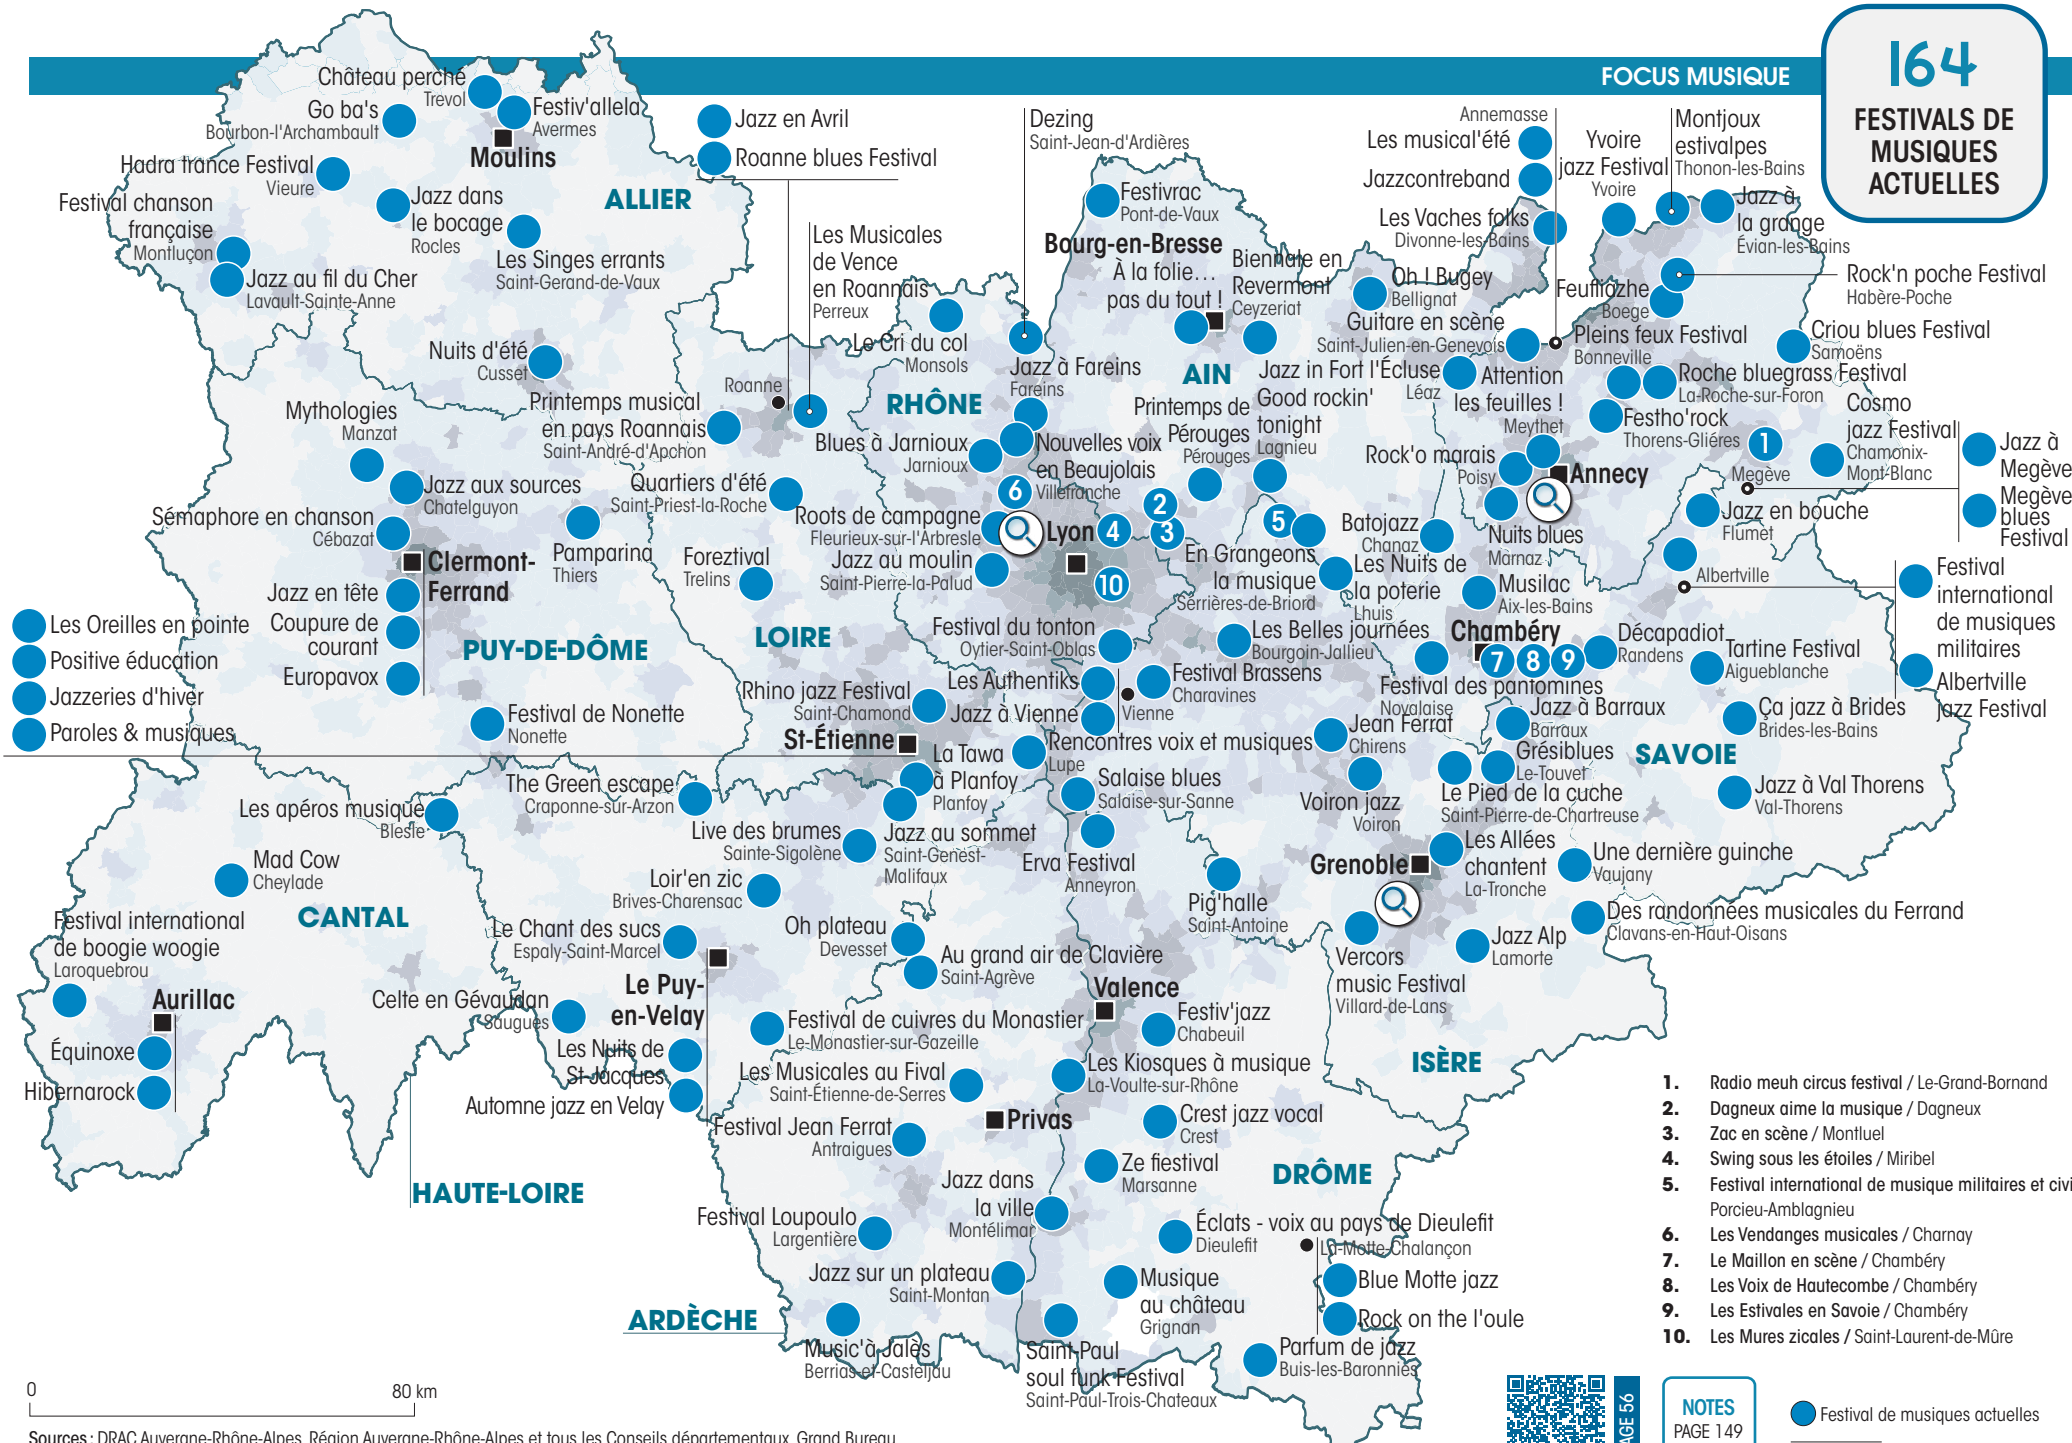 FOCUS MUSIQUE
164
FESTIVALS DE
MUSIQUES
ACTUELLES
Château perché
Trevol
Go ba's
Bourbon-l'Archambault
Festiv'allela
Avermes
Moulins
Hadra trance Festival
Vieure
Festival chanson
française
Montluçon
Jazz dans
le bocage
Rocles
ALLIER
Les Singes errants
Saint-Gerand-de-Vaux
Jazz au fil du Cher
Lavault-Sainte-Anne
Nuits d'été
Cusset
Jazz en Avril
Roanne blues Festival
Les Musicales
de Vence
en Roannais
Perreux
Dezing
Saint-Jean-d'Ardières
Festivrac
Pont-de-Vaux
Bourg-en-Bresse
À la folie…
pas du tout !
Biennale en
Revermont
Ceyzeriat
Oh ! Bugey
Bellignat
Annemasse
Les musical'été
Jazzcontreband
Les Vaches folks
Divonne-les-Bains
Yvoire
jazz Festival
Yvoire
Montjoux
estivalpes
Thonon-les-Bains
Jazz à
la grange
Évian-les-Bains
Rock'n poche Festival
Habère-Poche
Feufliâzhe
Boege
Guitare en scène
Saint-Julien-en-Genevois
Pleins feux Festival
Bonneville
Criou blues Festival
Samoëns
Le Cri du col
Monsols
Jazz à Fareins
Fareins
AIN
Jazz in Fort l'Écluse
Léaz
Attention
les feuilles !
Meythet
Roche bluegrass Festival
La-Roche-sur-Foron
Festho'rock
Thorens-Gliéres
Cosmo
jazz Festival
Chamonix-
Mont-Blanc
Roanne
RHÔNE
Printemps musical
en pays Roannais
Saint-André-d'Apchon
Mythologies
Manzat
Blues à Jarnioux
Jarnioux
Nouvelles voix
en Beaujolais
Villefranche
Printemps de
Pérouges
Pérouges
Good rockin'
tonight
Lagnieu
Rock'o marais
Poisy
Annecy
1
Megève
Jazz à
Megève
Megève
blues
Festival
Jazz aux sources
Chatelguyon
Quartiers d'été
Saint-Priest-la-Roche
6
2
3
4
5
10
Lyon
Sémaphore en chanson
Cébazat
Roots de campagne
Fleurieux-sur-l'Arbresle
Jazz au moulin
Saint-Pierre-la-Palud
Batojazz
Chanaz
Nuits blues
Marnaz
Jazz en bouche
Flumet
Pamparina
Thiers
Foreztival
Trelins
Clermont-
Ferrand
En Grangeons
la musique
Serrières-de-Briord
Les Nuits de
la poterie
Lhuis
Musilac
Aix-les-Bains
Albertville
Festival
international
de musiques
militaires
Albertville
jazz Festival
Jazz en tête
Coupure de
courant
Europavox
Les Oreilles en pointe
Positive éducation
Jazzeries d'hiver
Paroles & musiques
PUY-DE-DÔME
LOIRE
Festival du tonton
Oytier-Saint-Oblas
Les Belles journées
Bourgoin-Jallieu
Chambéry
7
8
9
Décapadiot
Randens
Tartine Festival
Aigueblanche
Rhino jazz Festival
Saint-Chamond
Les Authentiks
Jazz à Vienne
Vienne
Festival Brassens
Charavines
Festival des pantomines
Novalaise
Jazz à Barraux
Barraux
Ça jazz à Brides
Brides-les-Bains
Festival de Nonette
Nonette
St-Étienne
La Tawa
à Planfoy
Planfoy
Rencontres voix et musiques
Lupe
Jean Ferrat
Chirens
Grésiblues
Le-Touvet
SAVOIE
The Green escape
Craponne-sur-Arzon
Salaise blues
Salaise-sur-Sanne
Voiron jazz
Voiron
Le Pied de la cuche
Saint-Pierre-de-Chartreuse
Jazz à Val Thorens
Val-Thorens
Les apéros musique
Blesle
Live des brumes
Sainte-Sigolène
Jazz au sommet
Saint-Genest-
Malifaux
Erva Festival
Anneyron
Grenoble
Les Allées
chantent
La-Tronche
Une dernière guinche
Vaujany
Mad Cow
Cheylade
Loir'en zic
Brives-Charensac
Pig'halle
Saint-Antoine
CANTAL
Festival international
de boogie woogie
Laroquebrou
Le Chant des sucs
Espaly-Saint-Marcel
Oh plateau
Devesset
Au grand air de Clavière
Saint-Agrève
Vercors
music Festival
Villard-de-Lans
Jazz Alp
Lamorte
Des randonnées musicales du Ferrand
Clavans-en-Haut-Oisans
Aurillac
Celte en Gévaudan
Saugues
Le Puy-
en-Velay
Valence
Festiv'jazz
Chabeuil
Festival de cuivres du Monastier
Le-Monastier-sur-Gazeille
Équinoxe
Hibernarock
Les Nuits de
St-Jacques
Automne jazz en Velay
Les Musicales au Fival
Saint-Étienne-de-Serres
Les Kiosques à musique
La-Voulte-sur-Rhône
ISÈRE
Privas
Crest jazz vocal
Crest
Festival Jean Ferrat
Antraigues
Ze fiestival
Marsanne
DRÔME
HAUTE-LOIRE
Jazz dans
la ville
Montélimar
Festival Loupoulo
Largentière
Éclats - voix au pays de Dieulefit
Dieulefit
La-Motte-Chalançon
Jazz sur un plateau
Saint-Montan
Musique
au château
Grignan
Blue Motte jazz
Rock on the l'oule
ARDÈCHE
Music'à Jalès
Berrias-et-Casteljau
Saint-Paul
soul funk Festival
Saint-Paul-Trois-Chateaux
Parfum de jazz
Buis-les-Baronnies
1. Radio meuh circus festival / Le-Grand-Bornand
2. Dagneux aime la musique / Dagneux
3. Zac en scène / Montluel
4. Swing sous les étoiles / Miribel
5. Festival international de musique militaires et civi
Porcieu-Amblagnieu
6. Les Vendanges musicales / Charnay
7. Le Maillon en scène / Chambéry
8. Les Voix de Hautecombe / Chambéry
9. Les Estivales en Savoie / Chambéry
10. Les Mures zicales / Saint-Laurent-de-Mûre
0 80 km
AGE 56
NOTES
PAGE 149
Festival de musiques actuelles
Sources : DRAC Auvergne-Rhône-Alpes, Région Auvergne-Rhône-Alpes et tous les Conseils départementaux, Grand Bureau